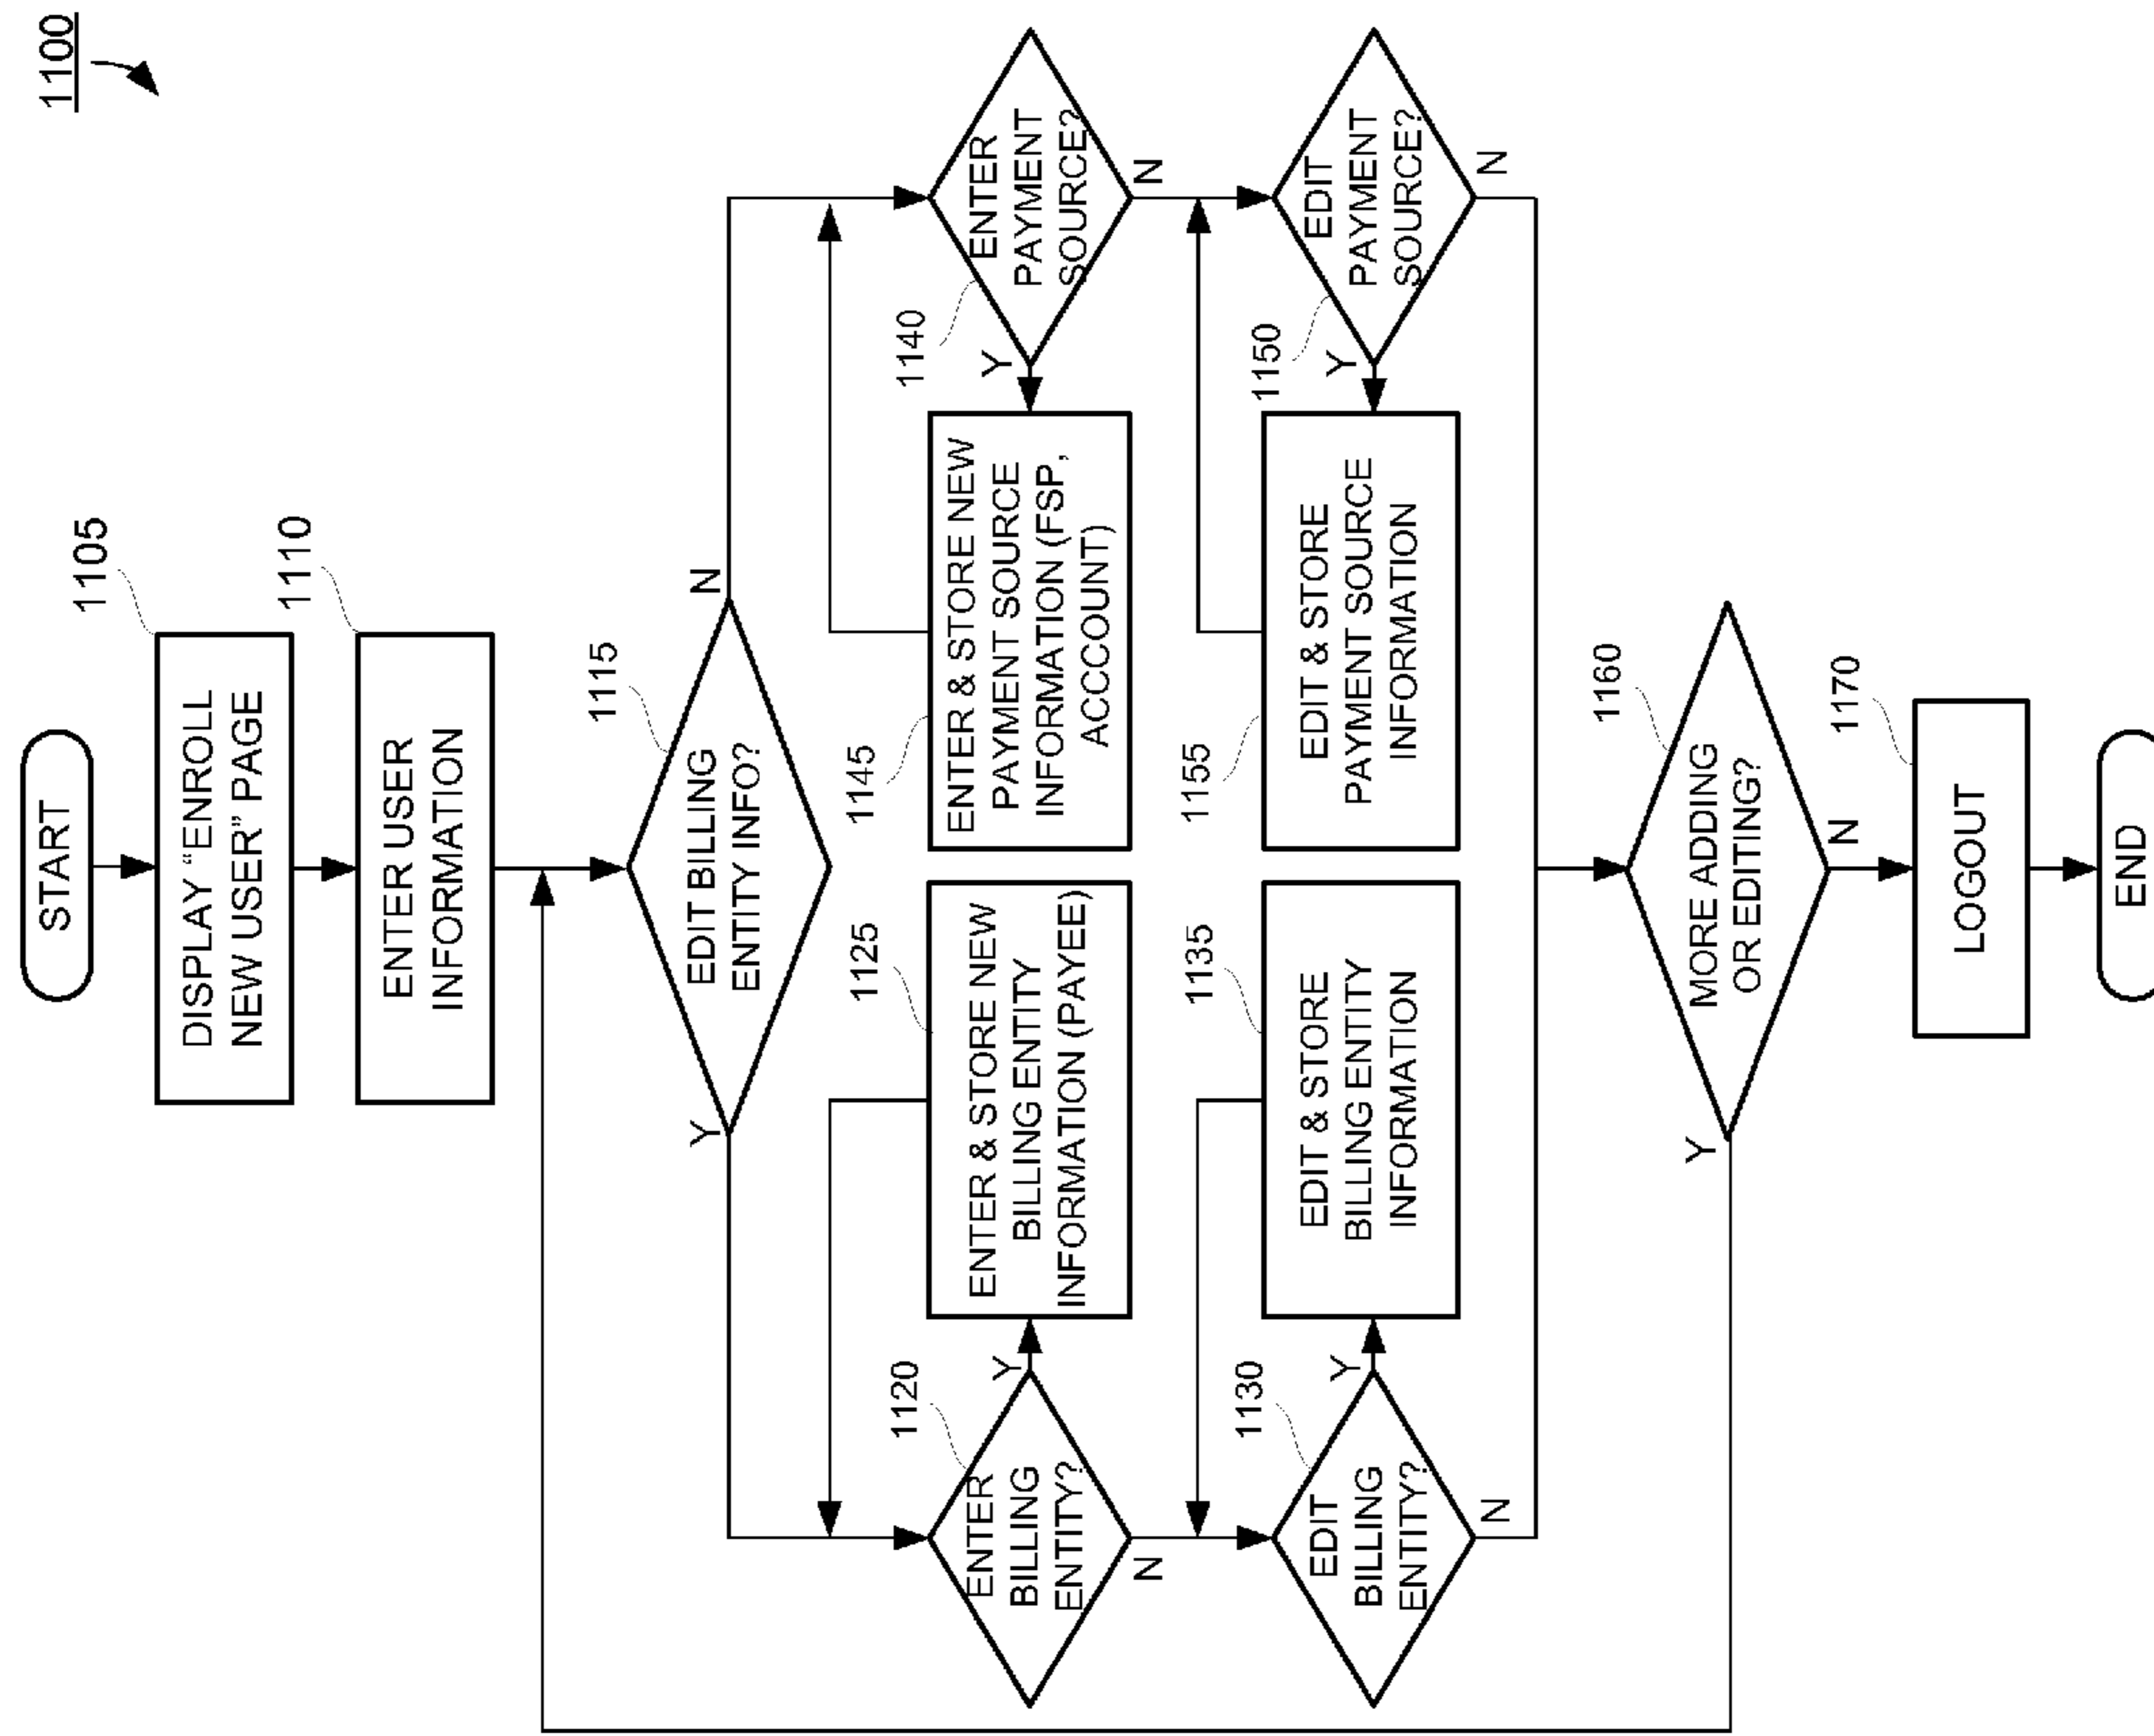 1100
START
1105
DISPLAY “ENROLL
NEW USER” PAGE
1110
ENTER USER
INFORMATION
1115
EDIT BILLING
ENTITY INFO?
Y
N
1120
ENTER
BILLING
ENTITY?
Y
N
1125
ENTER & STORE NEW
BILLING ENTITY
INFORMATION (PAYEE)
1145
ENTER & STORE NEW
PAYMENT SOURCE
INFORMATION (FSP,
ACCOUNT)
1140
ENTER
PAYMENT
SOURCE?
Y
N
1130
EDIT
BILLING
ENTITY?
Y
N
1135
EDIT & STORE
BILLING ENTITY
INFORMATION
1155
EDIT & STORE
PAYMENT SOURCE
INFORMATION
1150
EDIT
PAYMENT
SOURCE?
Y
N
1160
MORE ADDING
OR EDITING?
Y
N
1170
LOGOUT
END